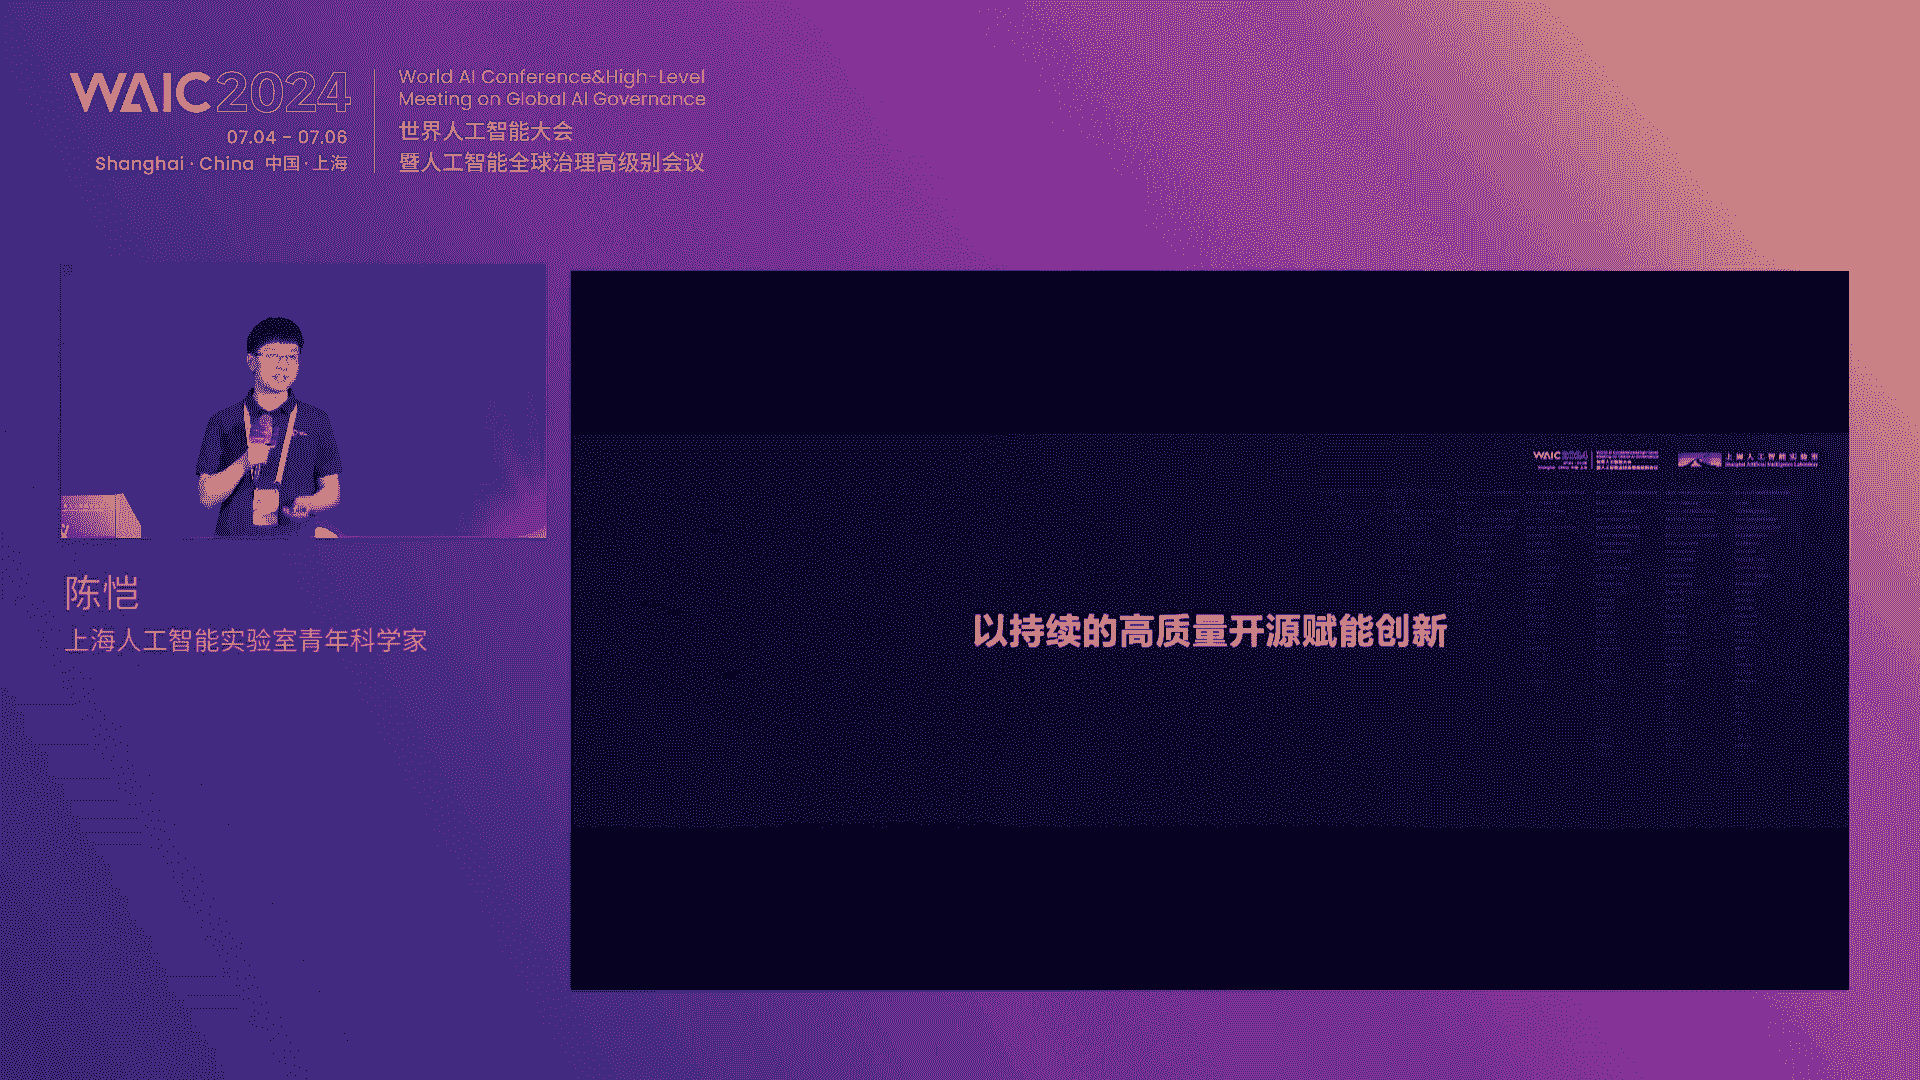 WAIC 2024
07.04 - 07.06
Shanghai · China 中国 · 上海
World AI Conference&High-Level
Meeting on Global AI Governance
世界人工智能大会
暨人工智能全球治理高级别会议
陈恺
上海人工智能实验室青年科学家
WAIC 2024
上海人工智能实验室
Shanghai Artificial Intelligence Laboratory
以持续的高质量开源赋能创新